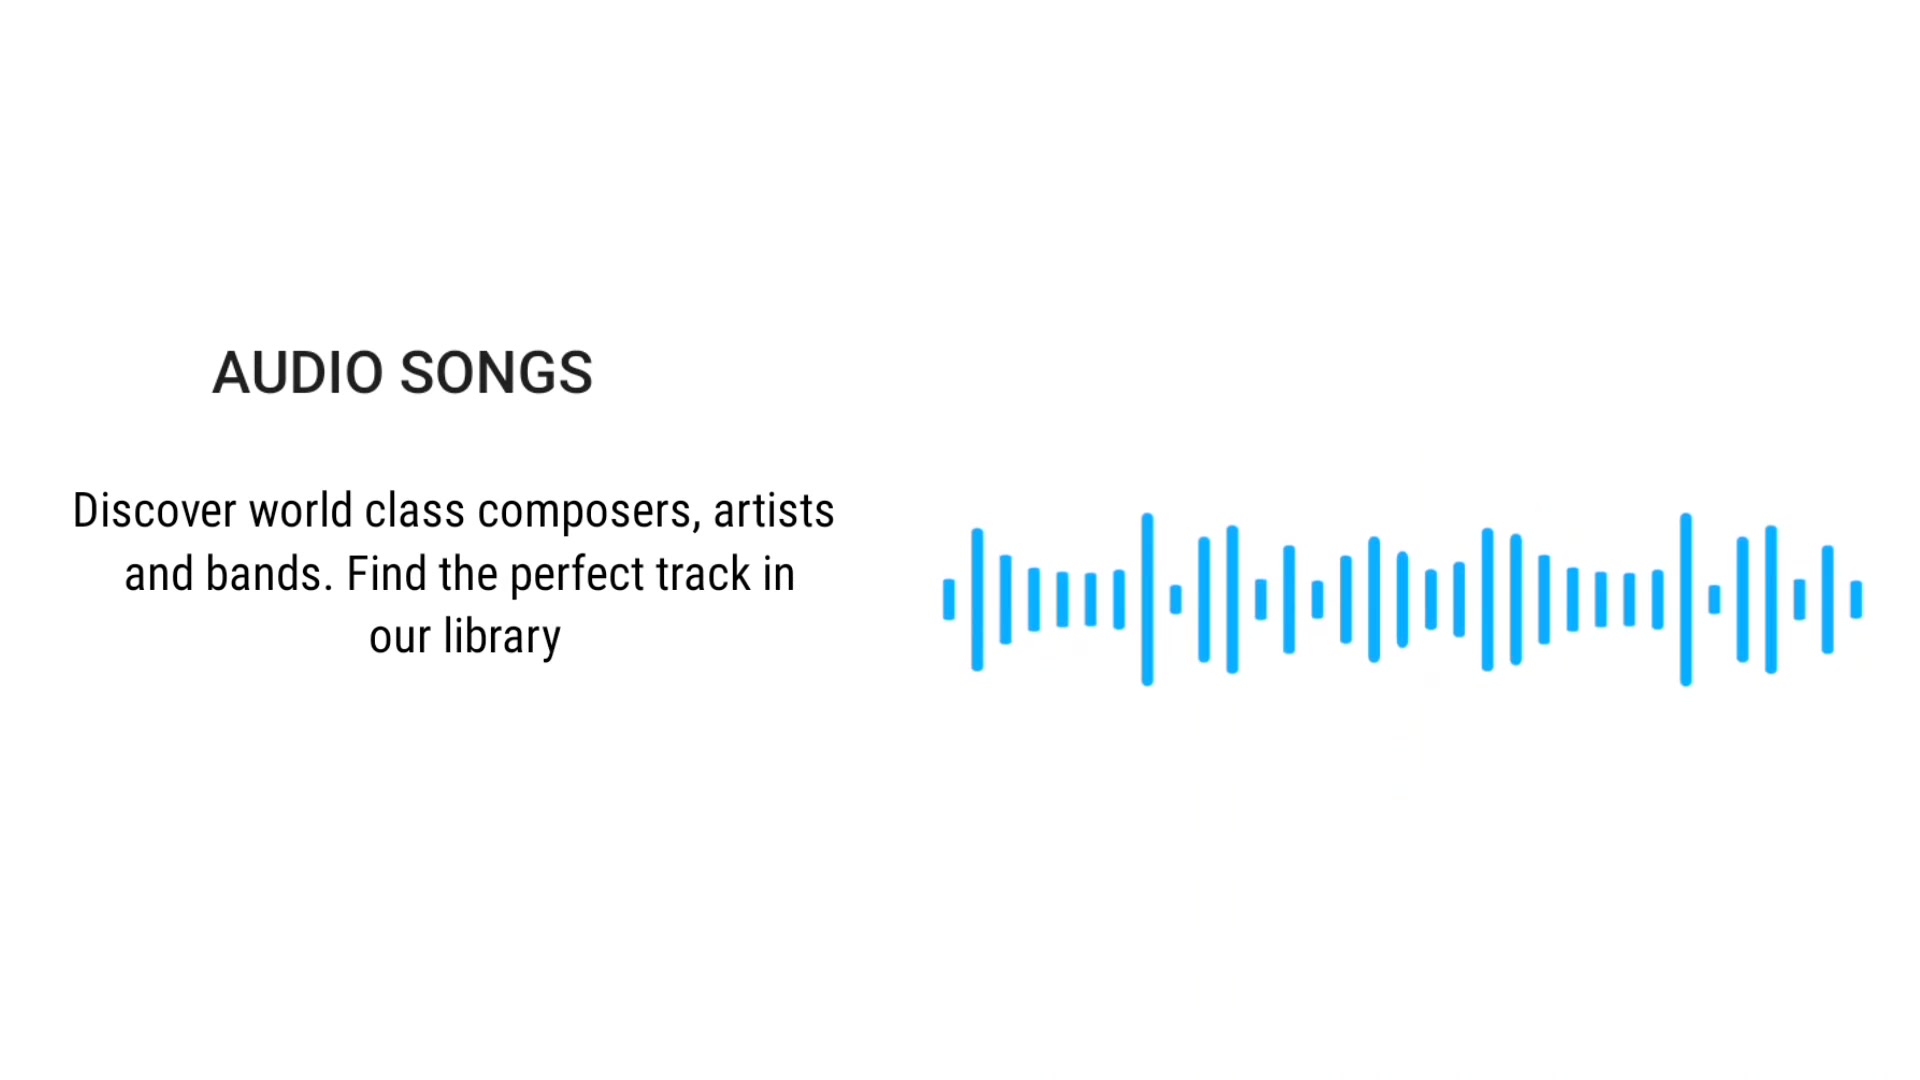 AUDIO SONGS
Discover world class composers, artists
and bands. Find the perfect track in
our library